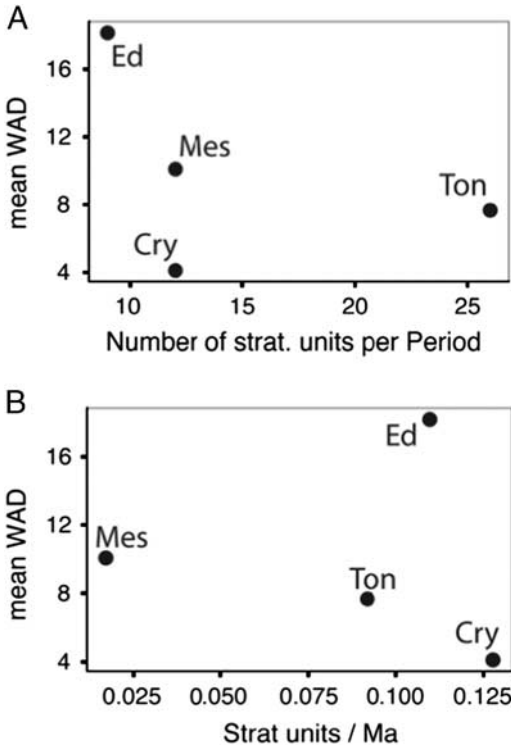 A
mean WAD
16
12
8
4
Ed
Mes
Ton
Cry
10
15
20
25
Number of strat. units per Period
B
mean WAD
16
12
8
4
Ed
Mes
Ton
Cry
0.025
0.050
0.075
0.100
0.125
Strat units / Ma